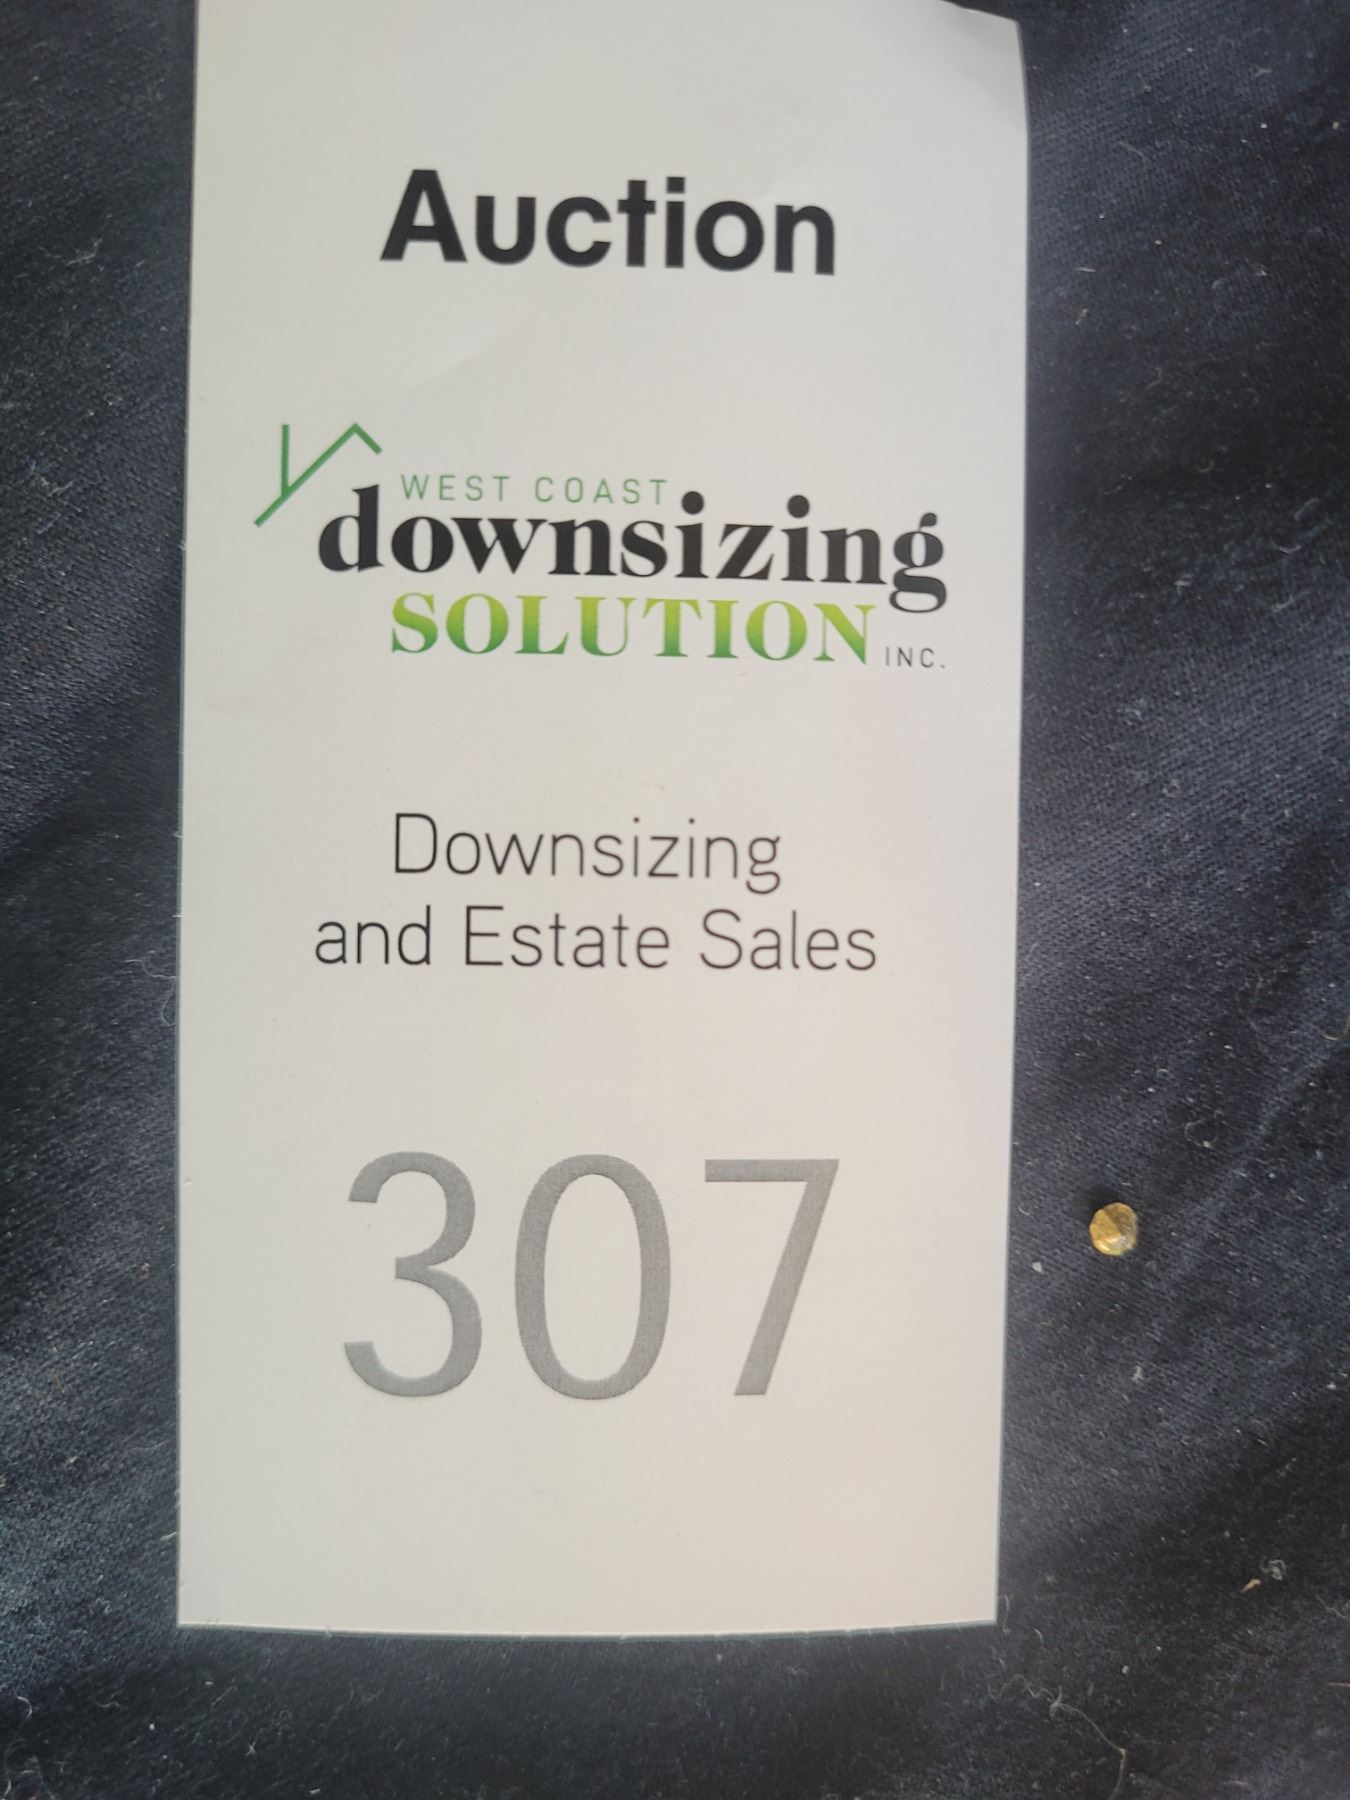 Auction
WEST COAST
downsizing
SOLUTION INC.
Downsizing
and Estate Sales
307